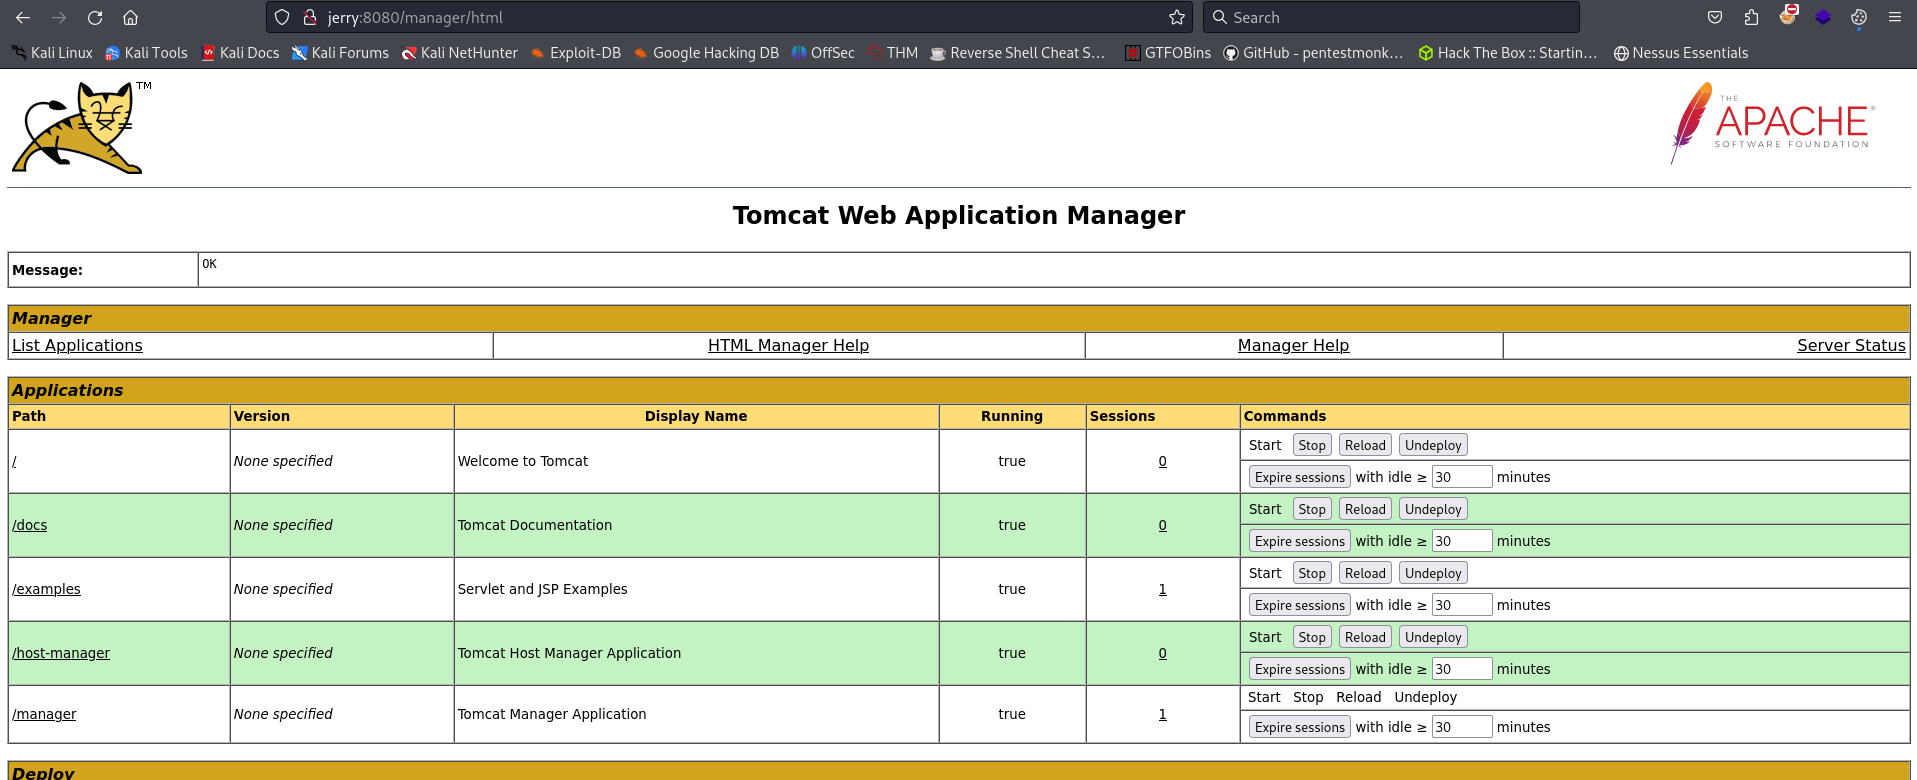 jerry:8080/manager/html
Search
Kali Linux Kali Tools Kali Docs Kali Forums Kali NetHunter Exploit-DB Google Hacking DB OffSec THM Reverse Shell Cheat S… GTFOBins GitHub - pentestmonk… Hack The Box :: Startin… Nessus Essentials
TM
THE
APACHE®
SOFTWARE FOUNDATION
Tomcat Web Application Manager
Message: OK
Manager
List Applications HTML Manager Help Manager Help Server Status
Applications
Path Version Display Name Running Sessions Commands
/ None specified Welcome to Tomcat true 0 Start Stop Reload Undeploy
Expire sessions with idle ≥ 30 minutes
/docs None specified Tomcat Documentation true 0 Start Stop Reload Undeploy
Expire sessions with idle ≥ 30 minutes
/examples None specified Servlet and JSP Examples true 1 Start Stop Reload Undeploy
Expire sessions with idle ≥ 30 minutes
/host-manager None specified Tomcat Host Manager Application true 0 Start Stop Reload Undeploy
Expire sessions with idle ≥ 30 minutes
/manager None specified Tomcat Manager Application true 1 Start Stop Reload Undeploy
Expire sessions with idle ≥ 30 minutes
Deploy